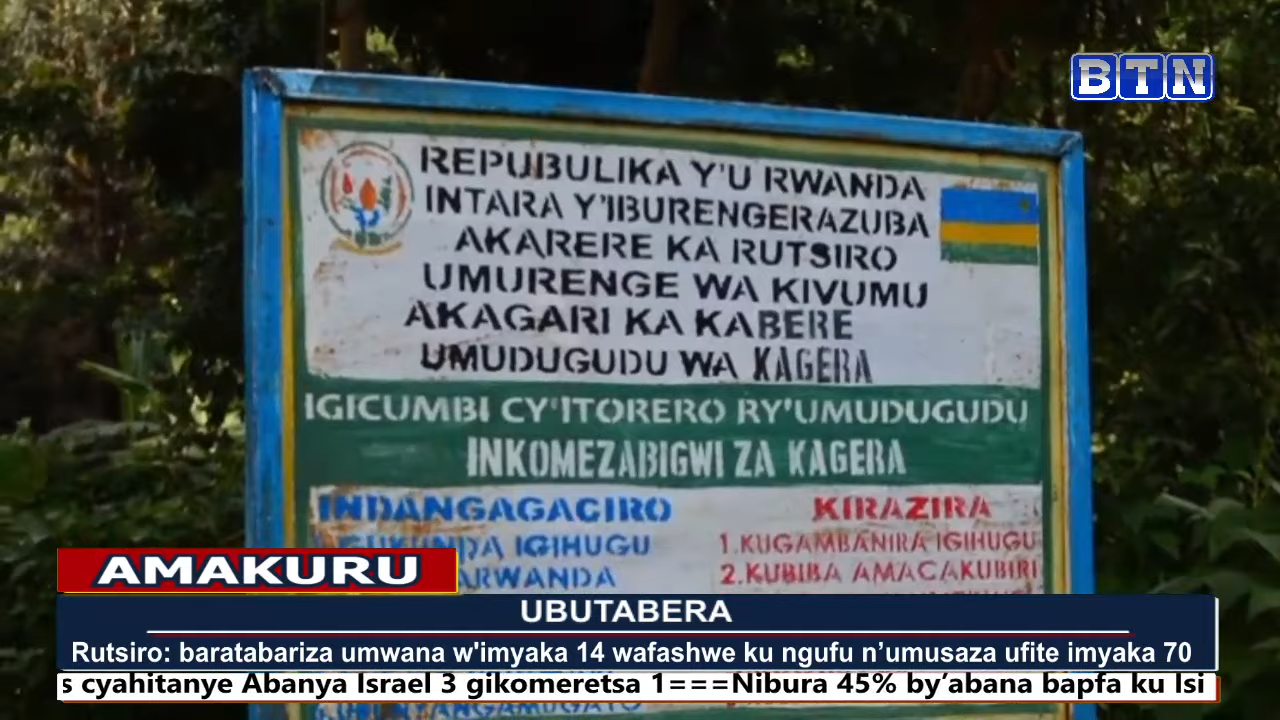 BTN
REPUBULIKA Y'U RWANDA
INTARA Y'IBURENGERAZUBA
AKARERE KA RUTSIRO
UMURENGE WA KIVUMU
AKAGARI KA KABERE
UMUDUGUDU WA KAGERA
IGICUMBI CY'ITORERO RY'UMUDUGUDU
INKOMEZABIGWI ZA KAGERA
INDANGAGACIRO
IGIHUGU
KIRAZIRA
1.KUGAMBANIRA IGIHUGU
2.KUBIBA AMACAKUBIRI
AMAKURU
UBUTABERA
Rutsiro: baratabariza umwana w'imyaka 14 wafashwe ku ngufu n’umusaza ufite imyaka 70
s cyahitanye Abanya Israel 3 gikomeretsa 1===Nibura 45% by’abana bapfa ku Isi